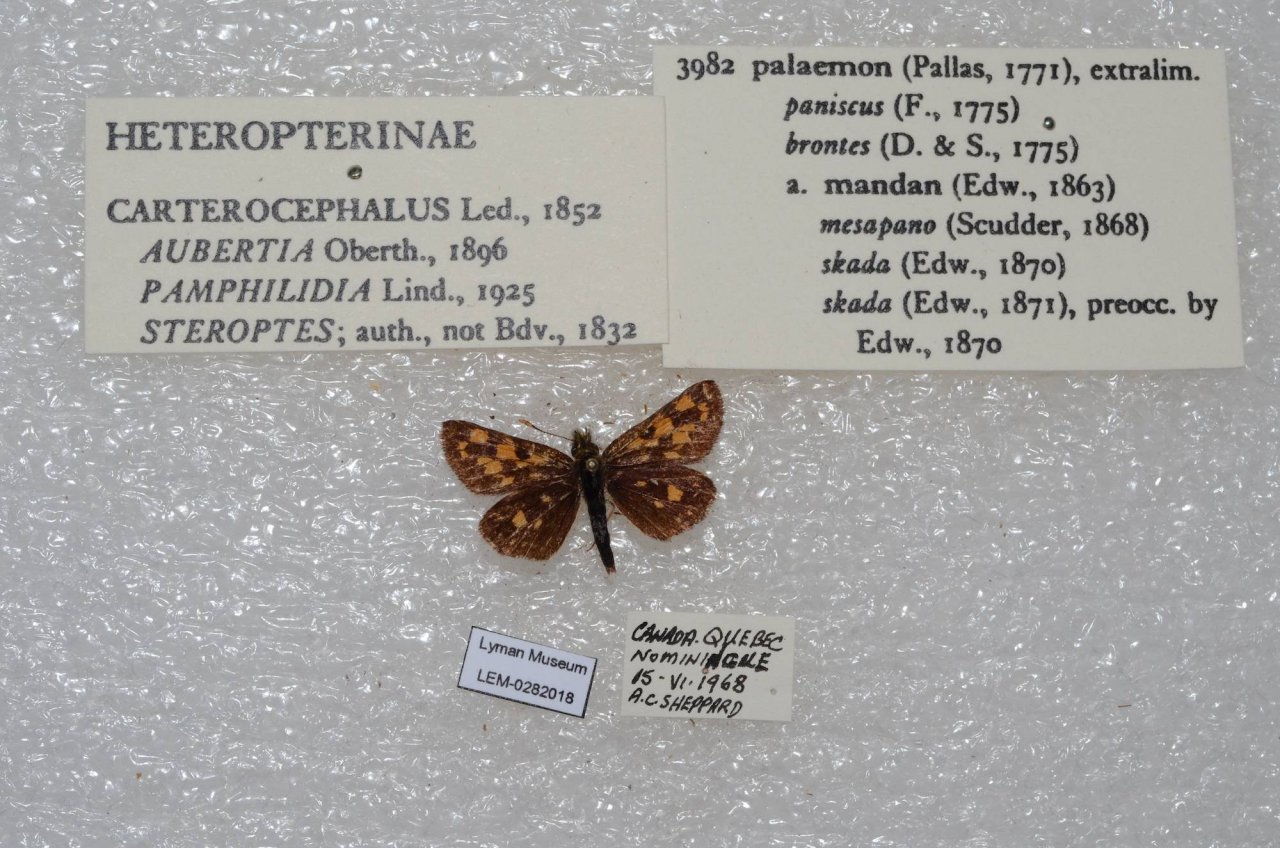 HETEROPTERINAE
CARTEROCEPHALUS Led., 1852
AUBERTIA Oberth., 1896
PAMPHILIDIA Lind., 1925
STEROPTES; auth., not Bdv., 1832
3982 palaemon (Pallas, 1771), extralim.
paniscus (F., 1775)
brontes (D. & S., 1775)
a. mandan (Edw., 1863)
mesapano (Scudder, 1868)
skada (Edw., 1870)
skada (Edw., 1871), preocc. by
Edw., 1870
Lyman Museum
LEM-0282018
CANADA. QUEBEC
15-VI.1968
A.C. SHEPPARD